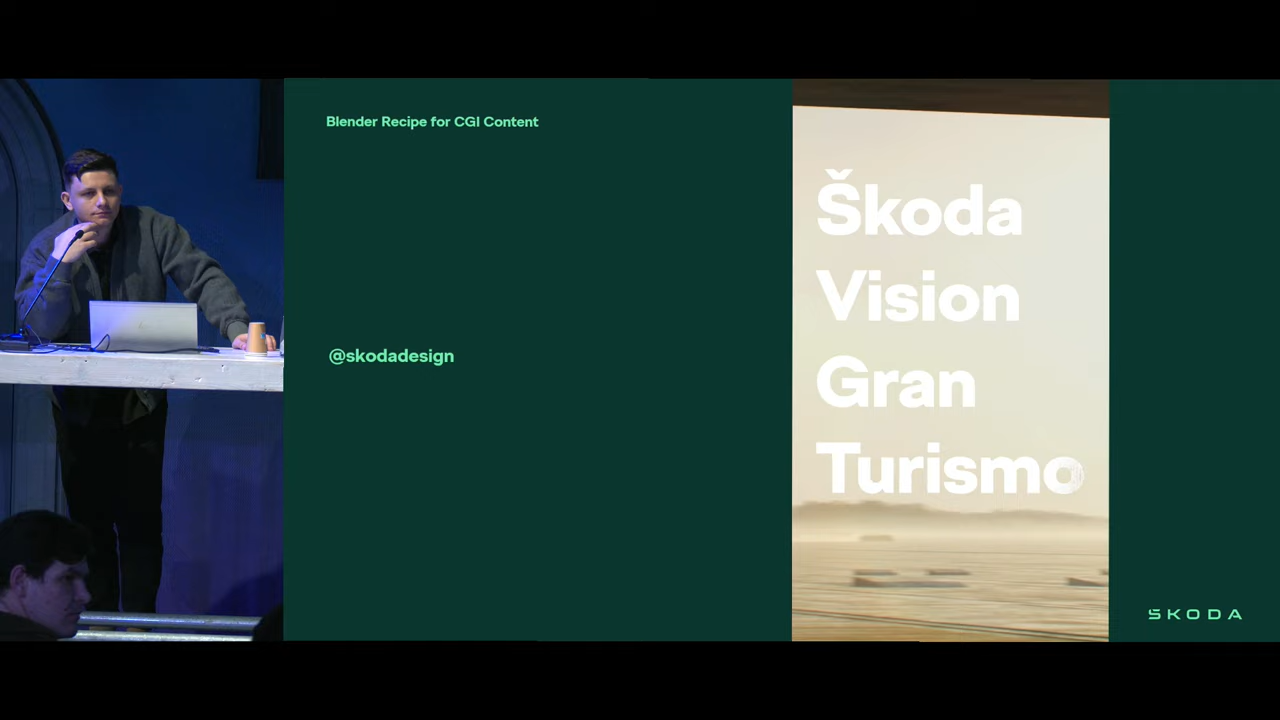 Blender Recipe for CGI Content
@skodadesign
Škoda
Vision
Gran
Turismo
ŠKODA